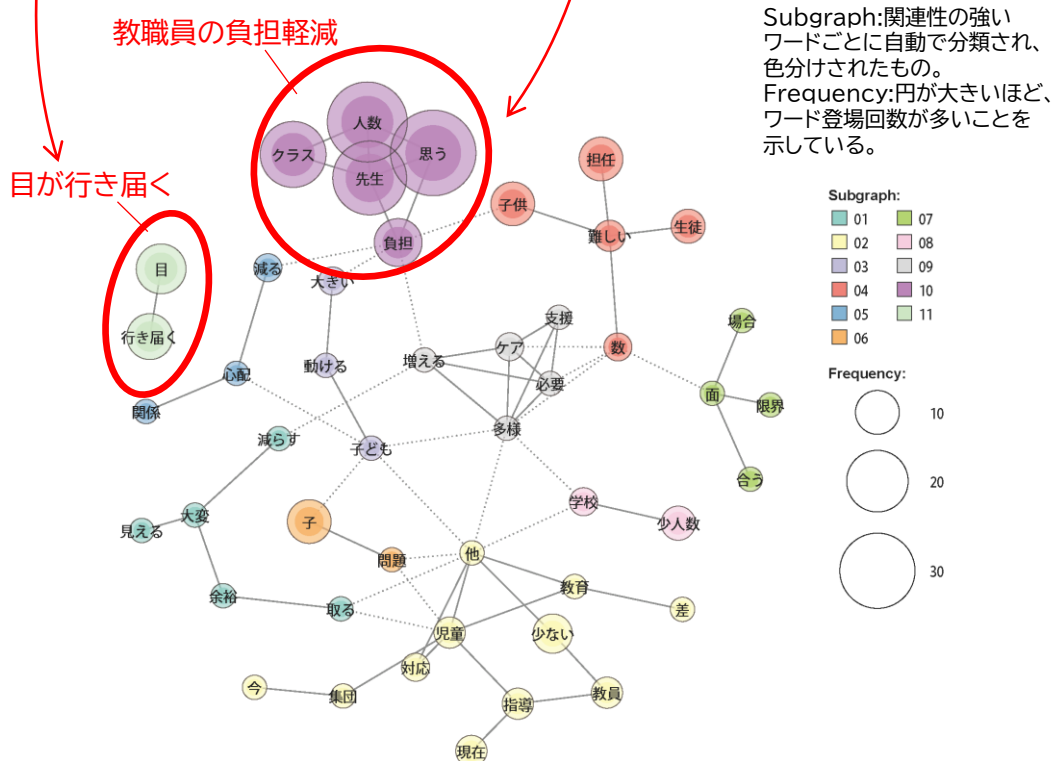 教職員の負担軽減
Subgraph:関連性の強い
ワードごとに自動で分類され、
色分けされたもの。
Frequency:円が大きいほど、
ワード登場回数が多いことを
示している。
目が行き届く
人数
クラス
思う
先生
負担
担任
子供
難しい
生徒
目
行き届く
減る
大きい
支援
場合
ケア
数
増える
動ける
必要
心配
面
限界
関係
多様
減らす
子ども
合う
学校
少人数
大変
見える
子
他
問題
教育
余裕
取る
差
児童
少ない
対応
今
集団
教員
指導
現在
Subgraph:
01
02
03
04
05
06
07
08
09
10
11
Frequency:
10
20
30